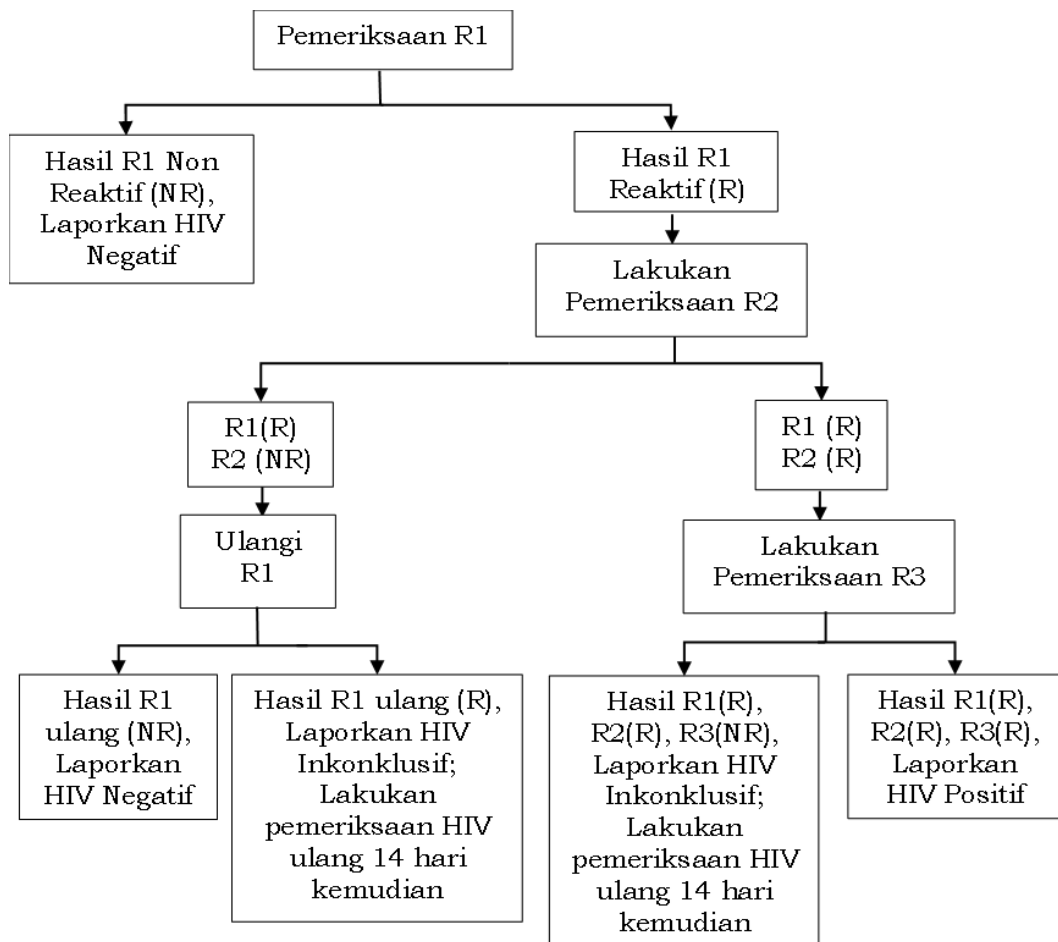 Pemeriksaan R1
Hasil R1 Non
Reaktif (NR),
Laporkan HIV
Negatif
Hasil R1
Reaktif (R)
Lakukan
Pemeriksaan R2
R1(R)
R2 (NR)
R1 (R)
R2 (R)
Ulangi
R1
Lakukan
Pemeriksaan R3
Hasil R1
ulang (NR),
Laporkan
HIV Negatif
Hasil R1 ulang (R),
Laporkan HIV
Inkonklusif;
Lakukan
pemeriksaan HIV
ulang 14 hari
kemudian
Hasil R1(R),
R2(R), R3(NR),
Laporkan HIV
Inkonklusif;
Lakukan
pemeriksaan HIV
ulang 14 hari
kemudian
Hasil R1(R),
R2(R), R3(R),
Laporkan
HIV Positif